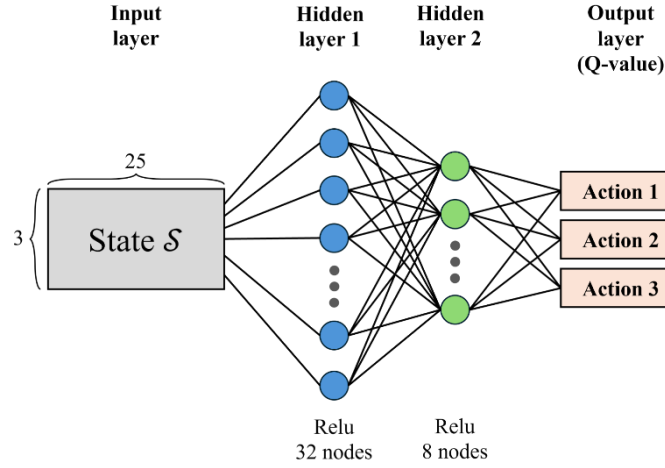 Input
layer
Hidden
layer 1
Hidden
layer 2
Output
layer
(Q-value)
25
3
State 𝒮
Action 1
Action 2
Action 3
Relu
32 nodes
Relu
8 nodes